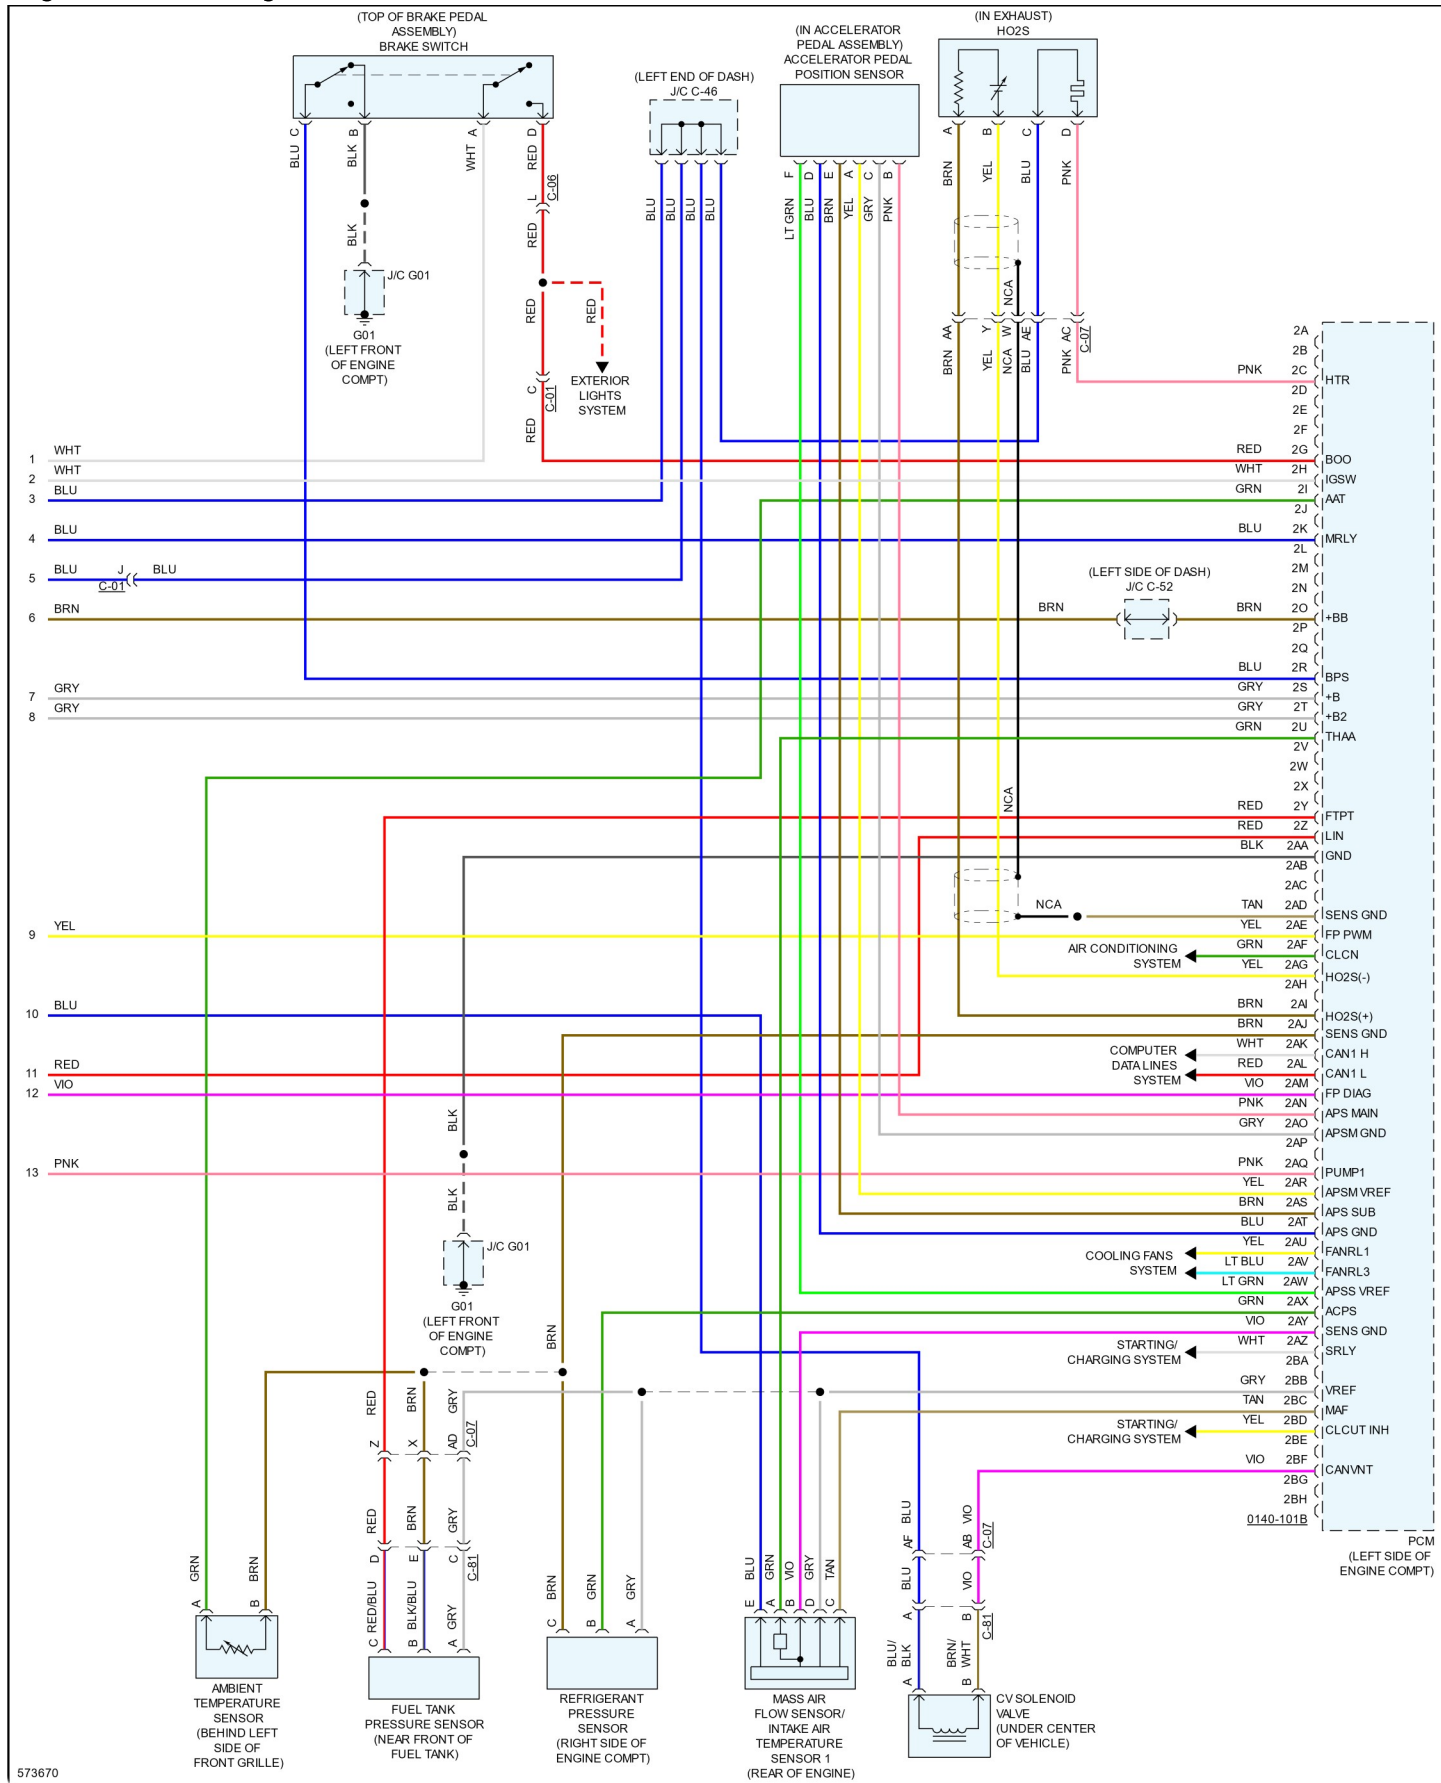 (TOP OF BRAKE PEDAL
ASSEMBLY)
BRAKE SWITCH
(LEFT END OF DASH)
J/C C-46
(IN ACCELERATOR
PEDAL ASSEMBLY)
ACCELERATOR PEDAL
POSITION SENSOR
(IN EXHAUST)
HO2S
C
B
A
D
BLU
BLK
WHT
RED
L
C-06
BLK
RED
J/C G01
G01
(LEFT FRONT
OF ENGINE
COMPT)
RED
RED
EXTERIOR
LIGHTS
SYSTEM
C
C-01
RED
BLU
BLU
BLU
BLU
F
D
E
A
C
B
LT GRN
BLU
BRN
YEL
GRY
PNK
A
B
C
D
BRN
YEL
BLU
PNK
NCA
AA
Y
W
AE
AC
C-07
BRN
YEL
NCA
BLU
PNK
1 WHT
2 WHT
3 BLU
4 BLU
5 BLU J C-01 BLU
6 BRN
7 GRY
8 GRY
9 YEL
10 BLU
11 RED
12 VIO
13 PNK
(LEFT SIDE OF DASH)
J/C C-52
BRN
NCA
NCA
2A
2B
PNK 2C HTR
2D
2E
2F
RED 2G BOO
WHT 2H IGSW
GRN 2I AAT
2J
BLU 2K MRLY
2L
2M
2N
BRN 2O +BB
2P
2Q
BLU 2R BPS
GRY 2S +B
GRY 2T +B2
GRN 2U THAA
2V
2W
2X
RED 2Y FTPT
RED 2Z LIN
BLK 2AA GND
2AB
2AC
TAN 2AD SENS GND
YEL 2AE FP PWM
AIR CONDITIONING
SYSTEM
GRN 2AF CLCN
YEL 2AG HO2S(-)
2AH
BRN 2AI HO2S(+)
BRN 2AJ SENS GND
COMPUTER
DATA LINES
SYSTEM
WHT 2AK CAN1 H
RED 2AL CAN1 L
VIO 2AM FP DIAG
PNK 2AN APS MAIN
GRY 2AO APSM GND
2AP
PNK 2AQ PUMP1
YEL 2AR APSM VREF
BRN 2AS APS SUB
BLU 2AT APS GND
COOLING FANS
SYSTEM
YEL 2AU FANRL1
LT BLU 2AV FANRL3
LT GRN 2AW APSS VREF
GRN 2AX ACPS
VIO 2AY SENS GND
STARTING/
CHARGING SYSTEM
WHT 2AZ SRLY
2BA
GRY 2BB VREF
TAN 2BC MAF
STARTING/
CHARGING SYSTEM
YEL 2BD CLCUT INH
2BE
VIO 2BF CANVNT
2BG
2BH
0140-101B
PCM
(LEFT SIDE OF
ENGINE COMPT)
BLK
BLK
J/C G01
G01
(LEFT FRONT
OF ENGINE
COMPT)
BRN
RED
BRN
GRY
Z
X
AD
C-07
RED
BRN
GRY
D
E
C
C-81
RED/BLU
BLK/BLU
GRY
C
B
A
GRN
BRN
A
B
AMBIENT
TEMPERATURE
SENSOR
(BEHIND LEFT
SIDE OF
FRONT GRILLE)
FUEL TANK
PRESSURE SENSOR
(NEAR FRONT OF
FUEL TANK)
BRN
GRN
GRY
C
B
A
REFRIGERANT
PRESSURE
SENSOR
(RIGHT SIDE OF
ENGINE COMPT)
BLU
GRN
VIO
GRY
TAN
E
A
B
D
C
MASS AIR
FLOW SENSOR/
INTAKE AIR
TEMPERATURE
SENSOR 1
(REAR OF ENGINE)
BLU
VIO
AF
AB
C-07
BLU
VIO
A
B
C-81
BLU/
BLK
BRN/
WHT
A
B
CV SOLENOID
VALVE
(UNDER CENTER
OF VEHICLE)
573670